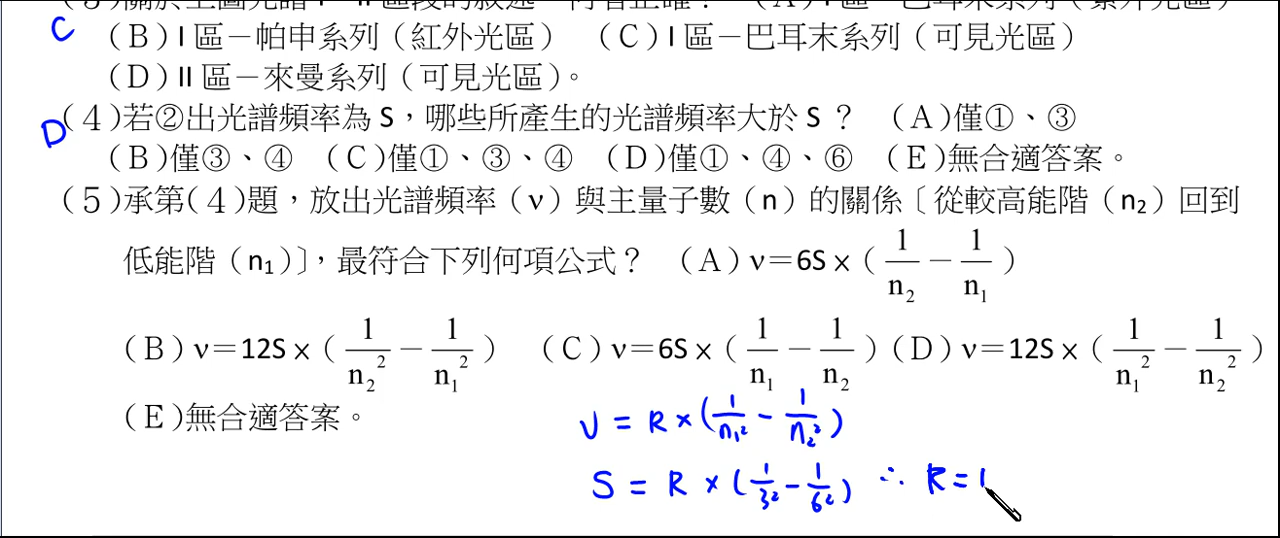 C
(B)I區－帕申系列(紅外光區) (C)I區－巴耳末系列(可見光區)
(D)II區－來曼系列(可見光區)。
D (4)若②出光譜頻率為S，哪些所產生的光譜頻率大於S？ (A)僅①、③
(B)僅③、④ (C)僅①、③、④ (D)僅①、④、⑥ (E)無合適答案。
(5)承第(4)題，放出光譜頻率(ν)與主量子數(n)的關係〔從較高能階(n₂)回到
低能階(n₁)〕，最符合下列何項公式？ (A)ν＝6S×(1/n₂－1/n₁)
(B)ν＝12S×(1/n₂²－1/n₁²) (C)ν＝6S×(1/n₁－1/n₂) (D)ν＝12S×(1/n₁²－1/n₂²)
(E)無合適答案。
ν = R×(1/n₁² - 1/n₂²)
S = R×(1/3² - 1/6²) ∴ R=1